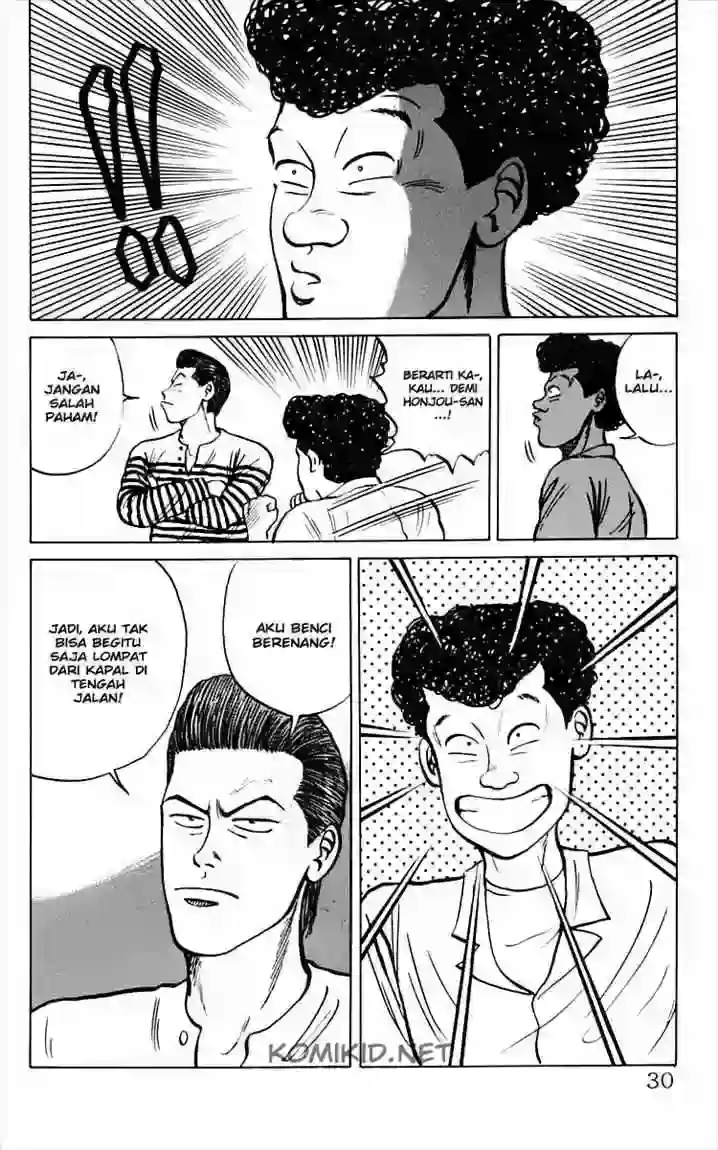 !!
LA-,
LALU...
BERARTI KA-,
KAU... DEMI
HONJOU-SAN
...!
JA-,
JANGAN
SALAH
PAHAM!
AKU BENCI
BERENANG!
JADI, AKU TAK
BISA BEGITU
SAJA LOMPAT
DARI KAPAL DI
TENGAH
JALAN!
KOMIKID.NET
30